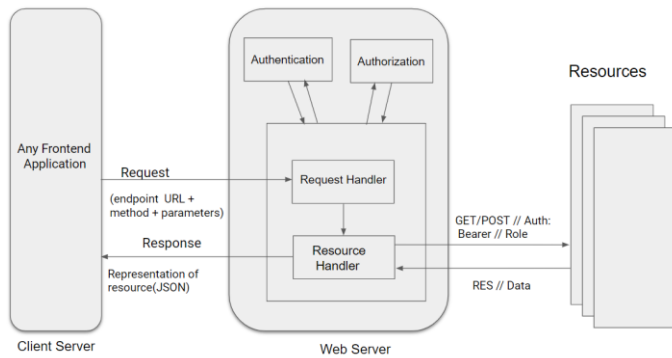 Authentication
Authorization
Resources
Any Frontend
Application
Request
(endpoint URL +
method + parameters)
Request Handler
GET/POST // Auth:
Bearer // Role
Response
Resource
Handler
Representation of
resource(JSON)
RES // Data
Client Server
Web Server